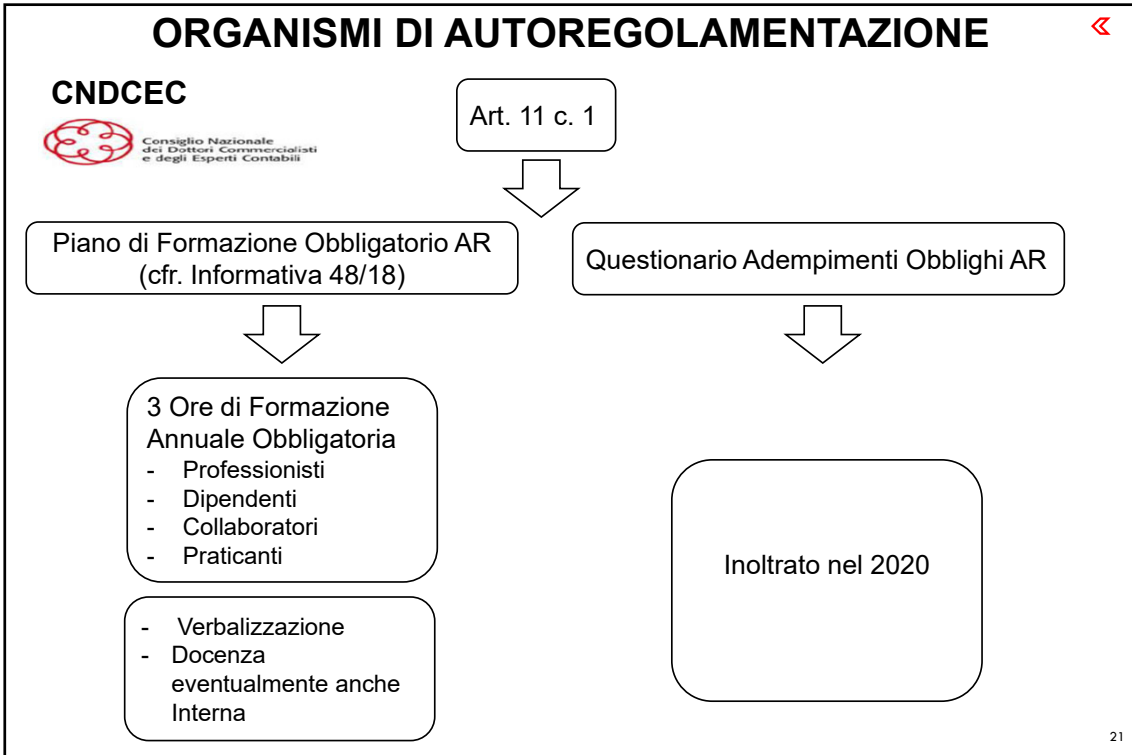 ORGANISMI DI AUTOREGOLAMENTAZIONE
CNDCEC
Consiglio Nazionale
dei Dottori Commercialisti
e degli Esperti Contabili
Art. 11 c. 1
Piano di Formazione Obbligatorio AR
(cfr. Informativa 48/18)
Questionario Adempimenti Obblighi AR
3 Ore di Formazione
Annuale Obbligatoria
- Professionisti
- Dipendenti
- Collaboratori
- Praticanti
Inoltrato nel 2020
- Verbalizzazione
- Docenza
eventualmente anche
Interna
21